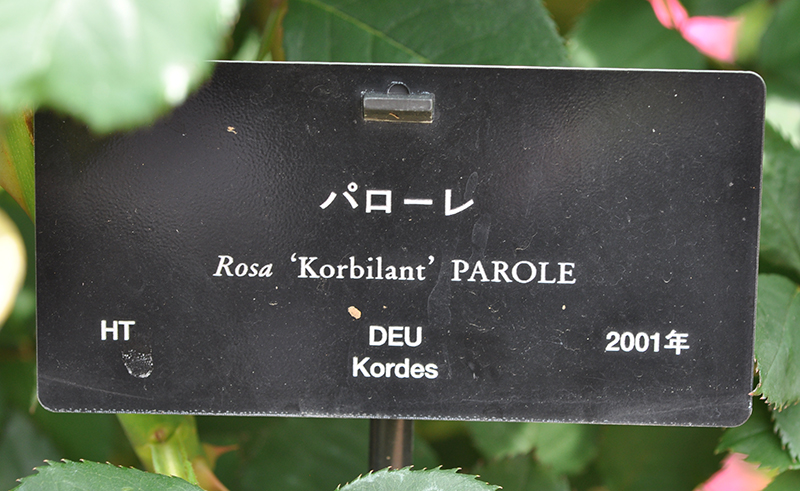 パローレ
Rosa ‘Korbilant’ PAROLE
HT DEU 2001年
Kordes